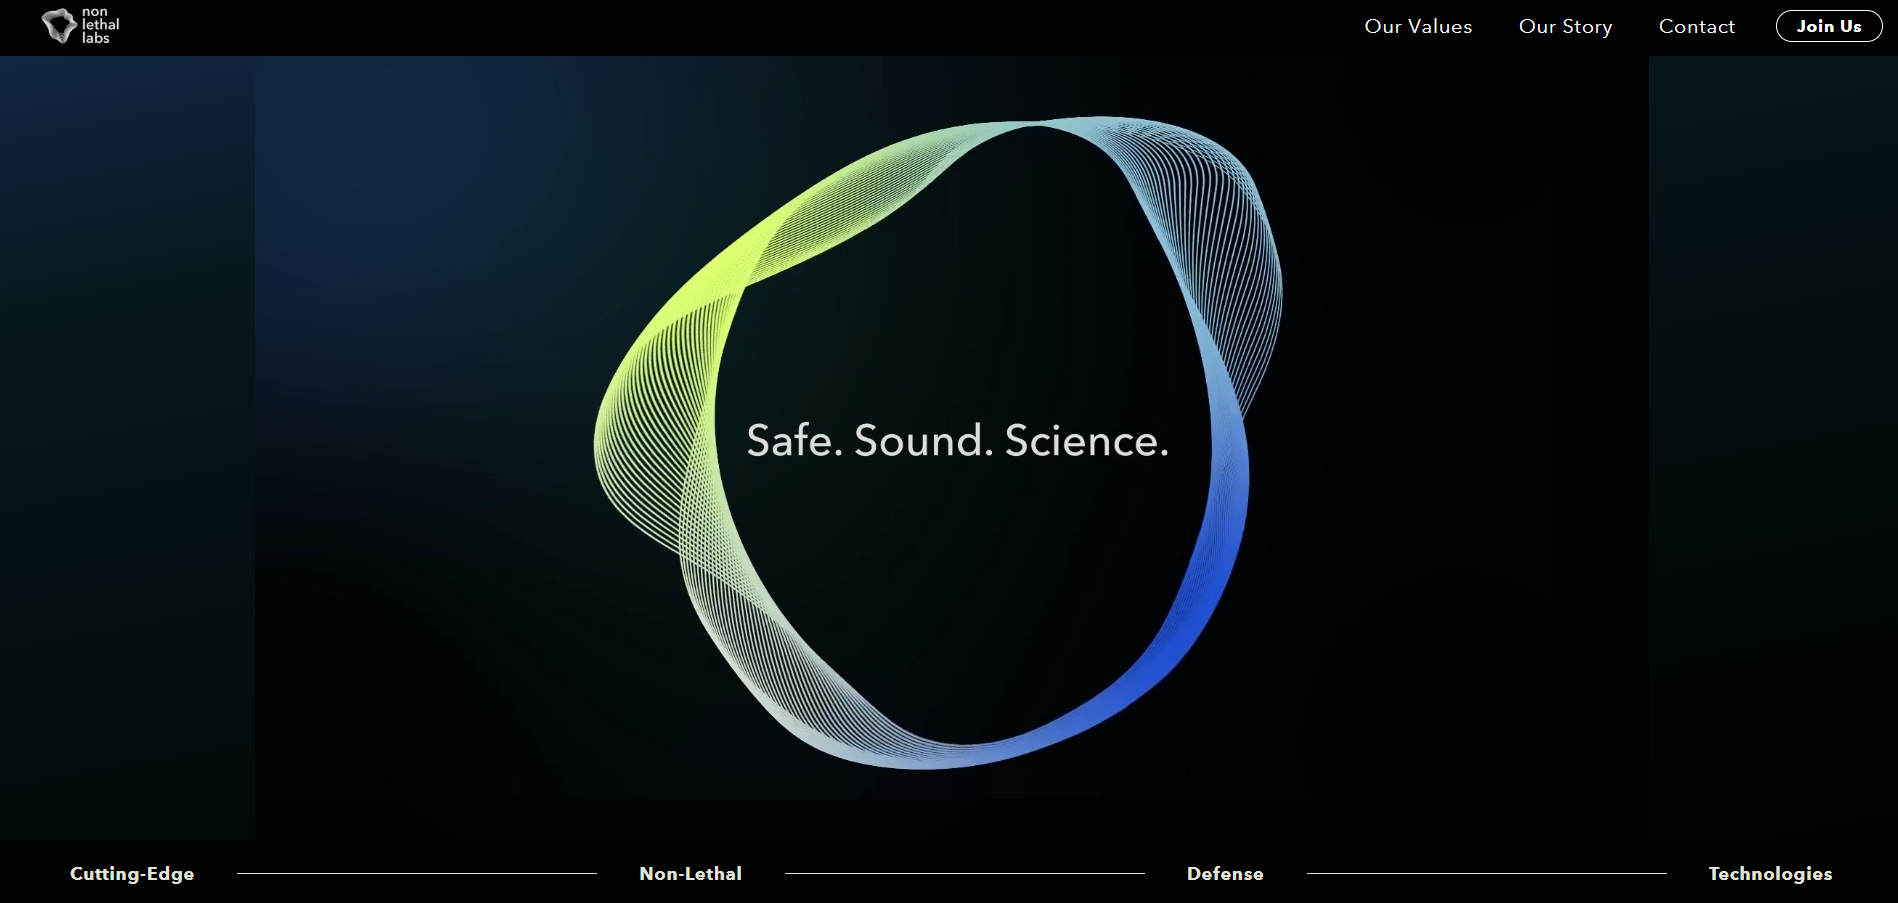 non
lethal
labs
Our Values
Our Story
Contact
Join Us
Safe. Sound. Science.
Cutting-Edge
Non-Lethal
Defense
Technologies